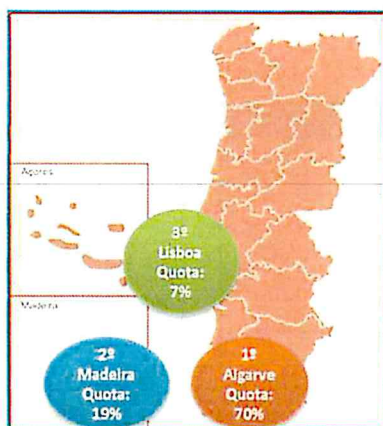 Açores
3º
Lisboa
Quota:
7%
Madeira
2º
Madeira
Quota:
19%
1º
Algarve
Quota:
70%